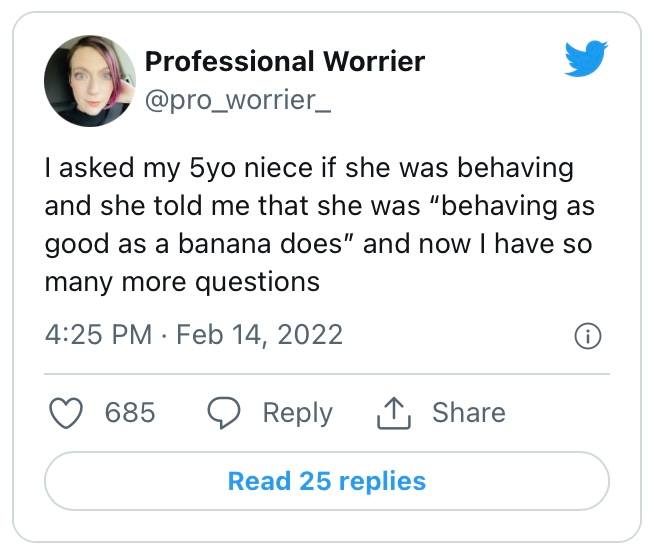 Professional Worrier
@pro_worrier_
I asked my 5yo niece if she was behaving
and she told me that she was “behaving as
good as a banana does” and now I have so
many more questions
4:25 PM · Feb 14, 2022
685 Reply Share
Read 25 replies